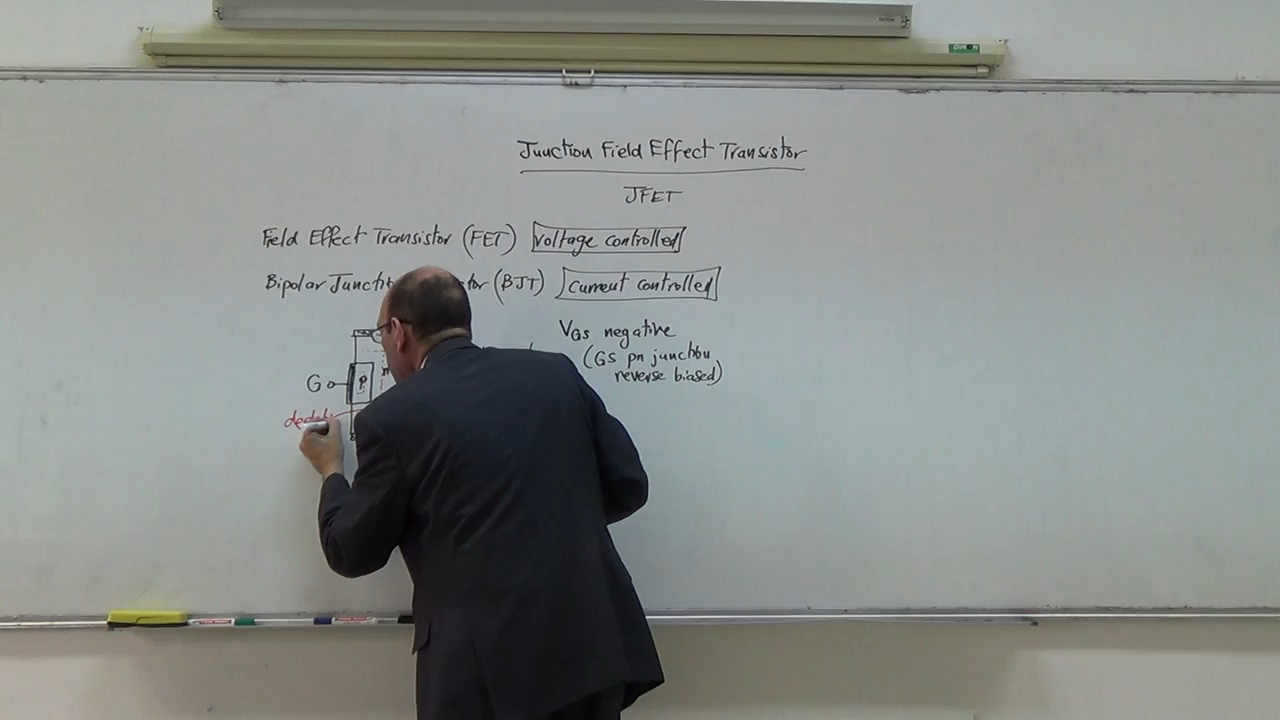 Junction Field Effect Transistor
JFET
Field Effect Transistor (FET) voltage controlled
Bipolar (BJT) current controlled
VGS negative
(GS pn junction
reverse biased)
G
p
n